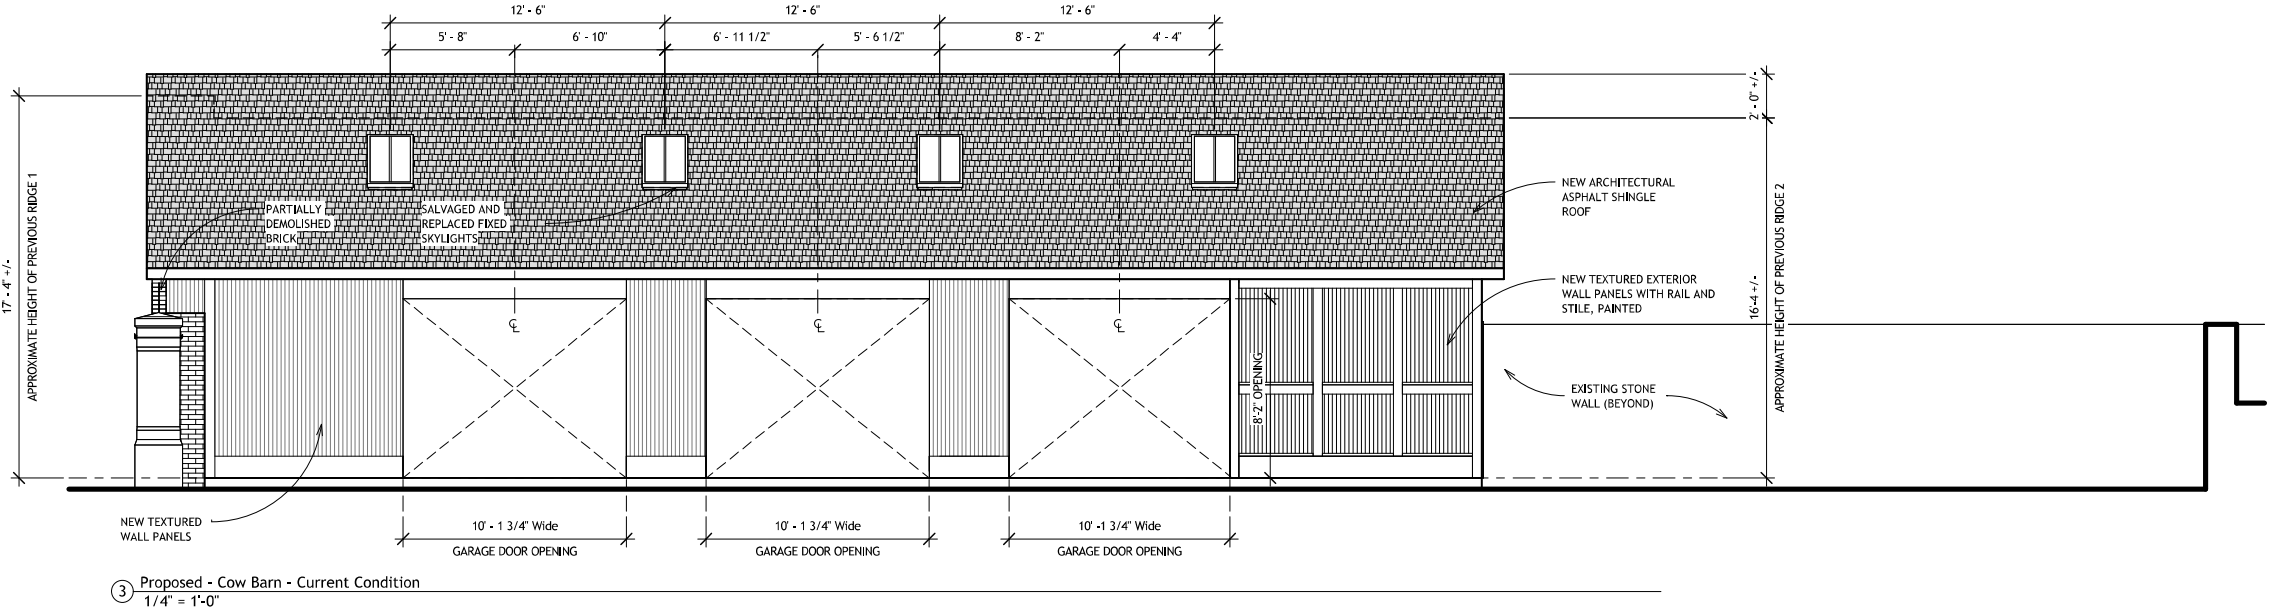 12' - 6"
12' - 6"
12' - 6"
5' - 8"
6' - 10"
6' - 11 1/2"
5' - 6 1/2"
8' - 2"
4' - 4"
2' - 0" +/-
17' - 4" +/-
APPROXIMATE HEIGHT OF PREVIOUS RIDGE 1
PARTIALLY
DEMOLISHED
BRICK
SALVAGED AND
REPLACED FIXED
SKYLIGHTS
NEW ARCHITECTURAL
ASPHALT SHINGLE
ROOF
NEW TEXTURED EXTERIOR
WALL PANELS WITH RAIL AND
STILE, PAINTED
16'-4 +/-
APPROXIMATE HEIGHT OF PREVIOUS RIDGE 2
℄
℄
℄
8'-2" OPENING
EXISTING STONE
WALL (BEYOND)
NEW TEXTURED
WALL PANELS
10' - 1 3/4" Wide
GARAGE DOOR OPENING
10' - 1 3/4" Wide
GARAGE DOOR OPENING
10' -1 3/4" Wide
GARAGE DOOR OPENING
3 Proposed - Cow Barn - Current Condition
1/4" = 1'-0"